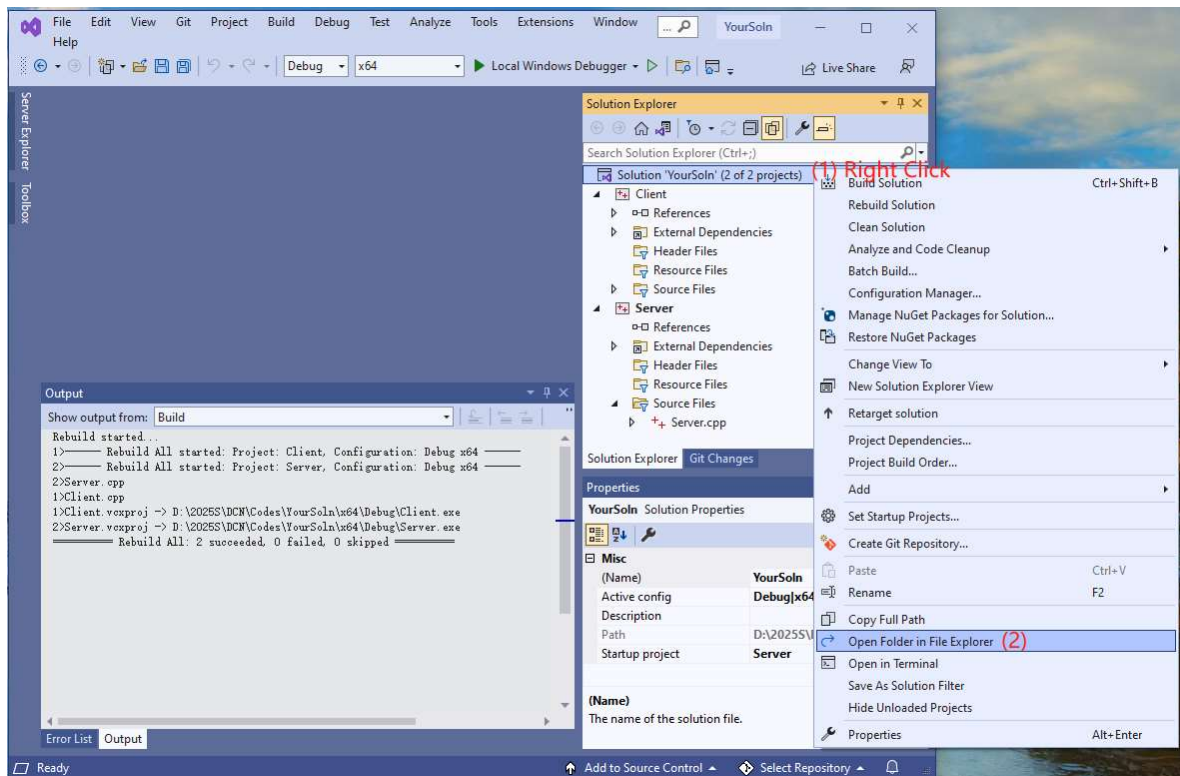 File Edit View Git Project Build Debug Test Analyze Tools Extensions Window ... YourSoln
Help
Debug x64 Local Windows Debugger Live Share
Server Explorer
Toolbox
Solution Explorer
Search Solution Explorer (Ctrl+;)
Solution 'YourSoln' (2 of 2 projects)
Client
References
External Dependencies
Header Files
Resource Files
Source Files
Server
References
External Dependencies
Header Files
Resource Files
Source Files
Server.cpp
Solution Explorer Git Changes
(1) Right Click
Build Solution Ctrl+Shift+B
Rebuild Solution
Clean Solution
Analyze and Code Cleanup
Batch Build...
Configuration Manager...
Manage NuGet Packages for Solution...
Restore NuGet Packages
Change View To
New Solution Explorer View
Retarget solution
Project Dependencies...
Project Build Order...
Add
Set Startup Projects...
Create Git Repository...
Paste Ctrl+V
Rename F2
Copy Full Path
Open Folder in File Explorer (2)
Open in Terminal
Save As Solution Filter
Hide Unloaded Projects
Properties Alt+Enter
Output
Show output from: Build
Rebuild started...
1>------ Rebuild All started: Project: Client, Configuration: Debug x64 ------
2>------ Rebuild All started: Project: Server, Configuration: Debug x64 ------
2>Server.cpp
1>Client.cpp
1>Client.vcxproj -> D:\2025S\DCN\Codes\YourSoln\x64\Debug\Client.exe
2>Server.vcxproj -> D:\2025S\DCN\Codes\YourSoln\x64\Debug\Server.exe
========== Rebuild All: 2 succeeded, 0 failed, 0 skipped ==========
Error List Output
Properties
YourSoln Solution Properties
Misc
(Name) YourSoln
Active config Debug|x64
Description
Path D:\2025S\
Startup project Server
(Name)
The name of the solution file.
Ready Add to Source Control Select Repository